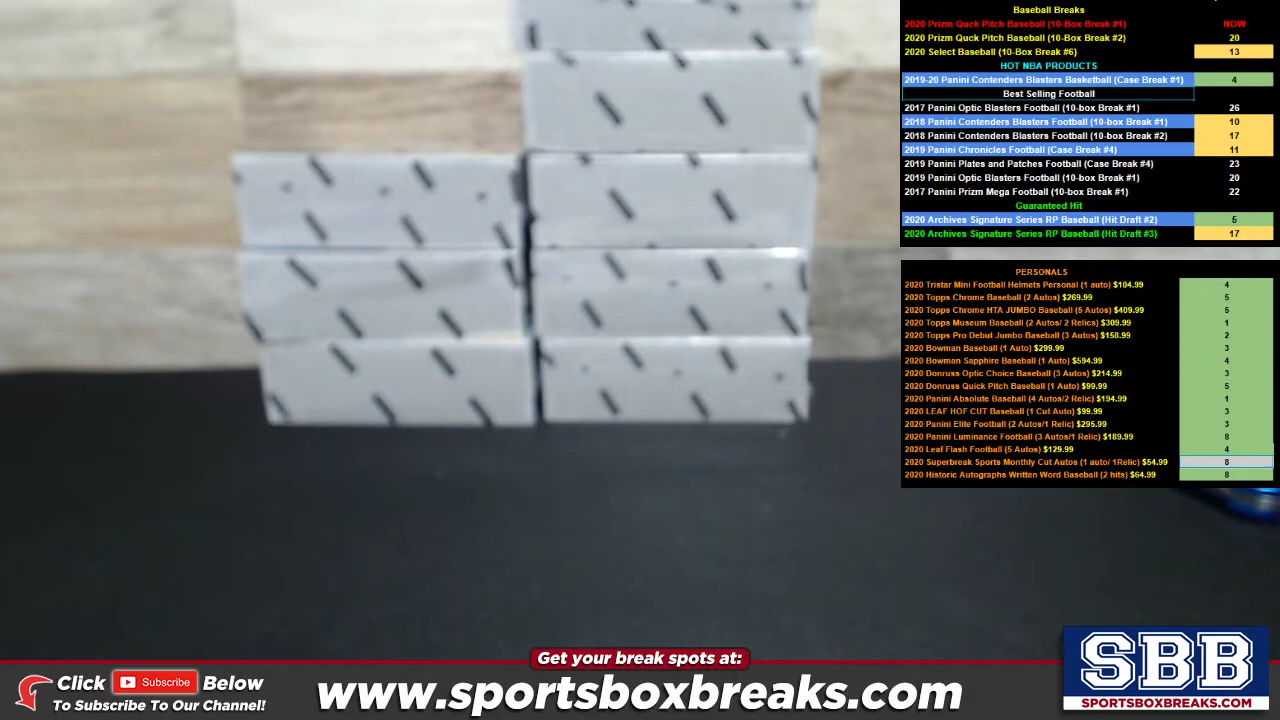 Baseball Breaks
2020 Prizm Quck Pitch Baseball (10-Box Break #1) NOW
2020 Prizm Quck Pitch Baseball (10-Box Break #2) 20
2020 Select Baseball (10-Box Break #6) 13
HOT NBA PRODUCTS
2019-20 Panini Contenders Blasters Basketball (Case Break #1) 4
Best Selling Football
2017 Panini Optic Blasters Football (10-box Break #1) 26
2018 Panini Contenders Blasters Football (10-box Break #1) 10
2018 Panini Contenders Blasters Football (10-box Break #2) 17
2019 Panini Chronicles Football (Case Break #4) 11
2019 Panini Plates and Patches Football (Case Break #4) 23
2019 Panini Optic Blasters Football (10-box Break #1) 20
2017 Panini Prizm Mega Football (10-box Break #1) 22
Guaranteed Hit
2020 Archives Signature Series RP Baseball (Hit Draft #2) 5
2020 Archives Signature Series RP Baseball (Hit Draft #3) 17
PERSONALS
2020 Tristar Mini Football Helmets Personal (1 auto) $104.99 4
2020 Topps Chrome Baseball (2 Autos) $269.99 5
2020 Topps Chrome HTA JUMBO Baseball (5 Autos) $409.99 5
2020 Topps Museum Baseball (2 Autos/ 2 Relics) $309.99 1
2020 Topps Pro Debut Jumbo Baseball (3 Autos) $158.99 2
2020 Bowman Baseball (1 Auto) $299.99 3
2020 Bowman Sapphire Baseball (1 Auto) $594.99 4
2020 Donruss Optic Choice Baseball (3 Autos) $214.99 3
2020 Donruss Quick Pitch Baseball (1 Auto) $99.99 5
2020 Panini Absolute Baseball (4 Autos/2 Relic) $194.99 1
2020 LEAF HOF CUT Baseball (1 Cut Auto) $99.99 3
2020 Panini Elite Football (2 Autos/1 Relic) $295.99 3
2020 Panini Luminance Football (3 Autos/1 Relic) $189.99 8
2020 Leaf Flash Football (5 Autos) $129.99 4
2020 Superbreak Sports Monthly Cut Autos (1 auto/ 1Relic) $54.99 8
2020 Historic Autographs Written Word Baseball (2 hits) $64.99 8
Get your break spots at:
www.sportsboxbreaks.com
Click Subscribe Below
To Subscribe To Our Channel!
SBB
SPORTSBOXBREAKS.COM